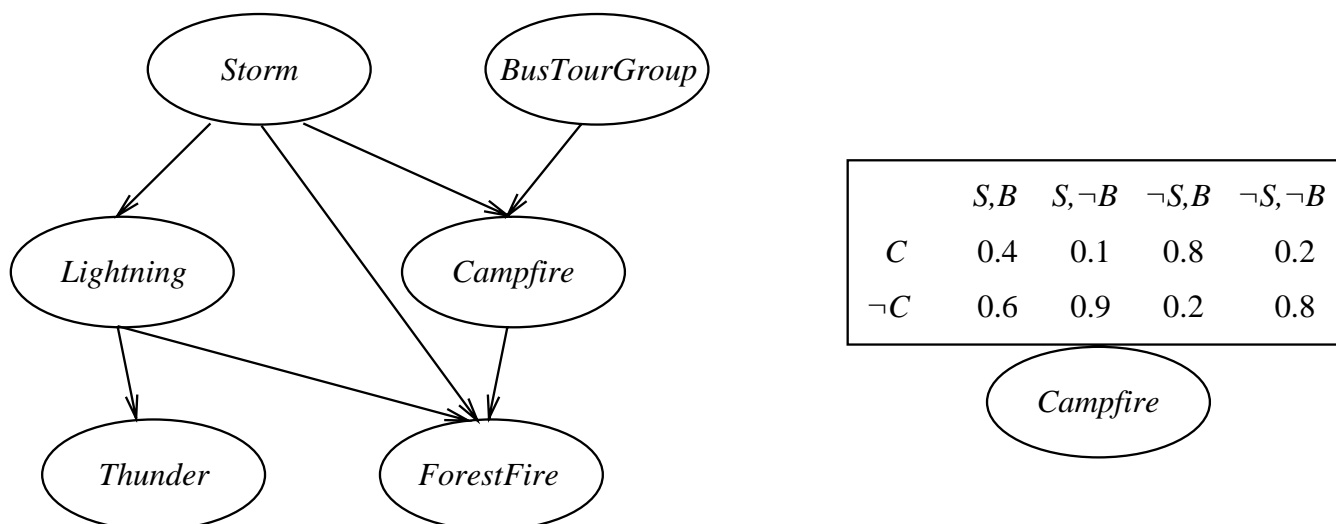 Storm
BusTourGroup
Lightning
Campfire
Thunder
ForestFire
S,B S,¬B ¬S,B ¬S,¬B
C 0.4 0.1 0.8 0.2
¬C 0.6 0.9 0.2 0.8
Campfire